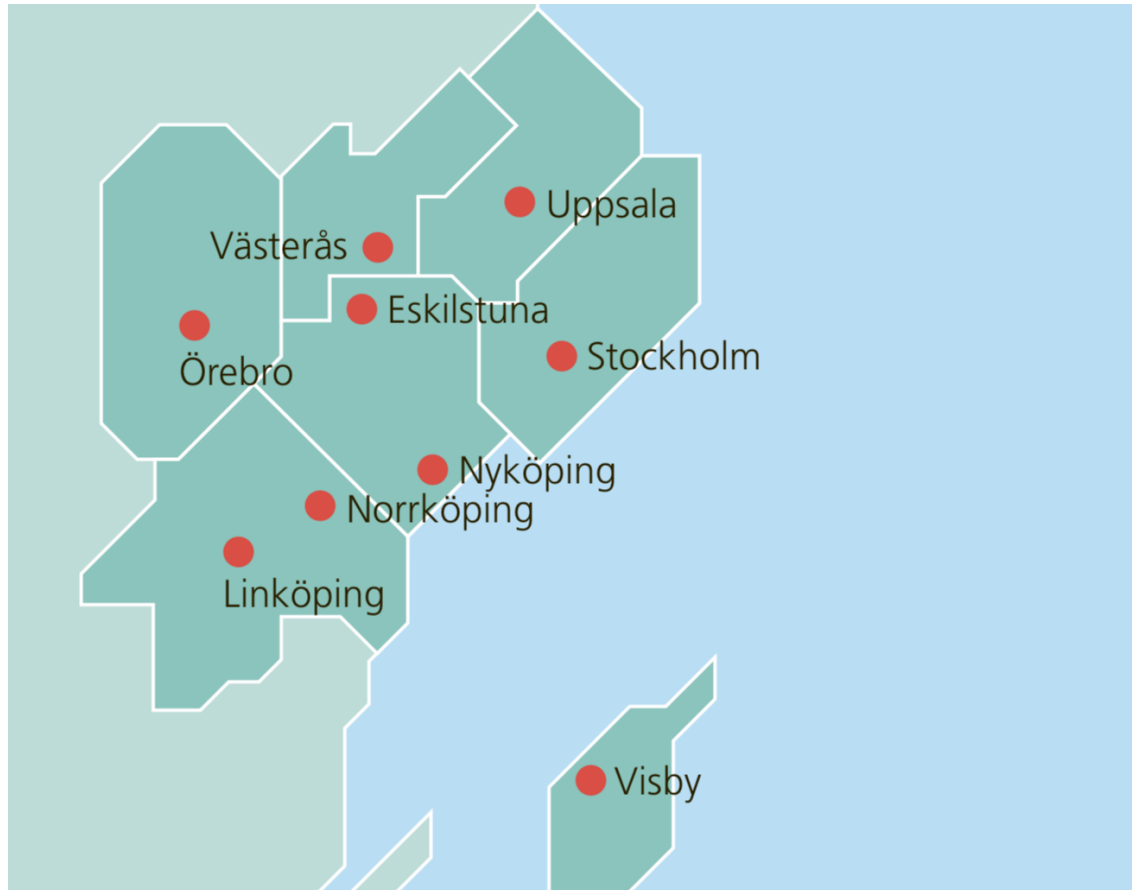 Uppsala
Västerås
Eskilstuna
Stockholm
Örebro
Nyköping
Norrköping
Linköping
Visby